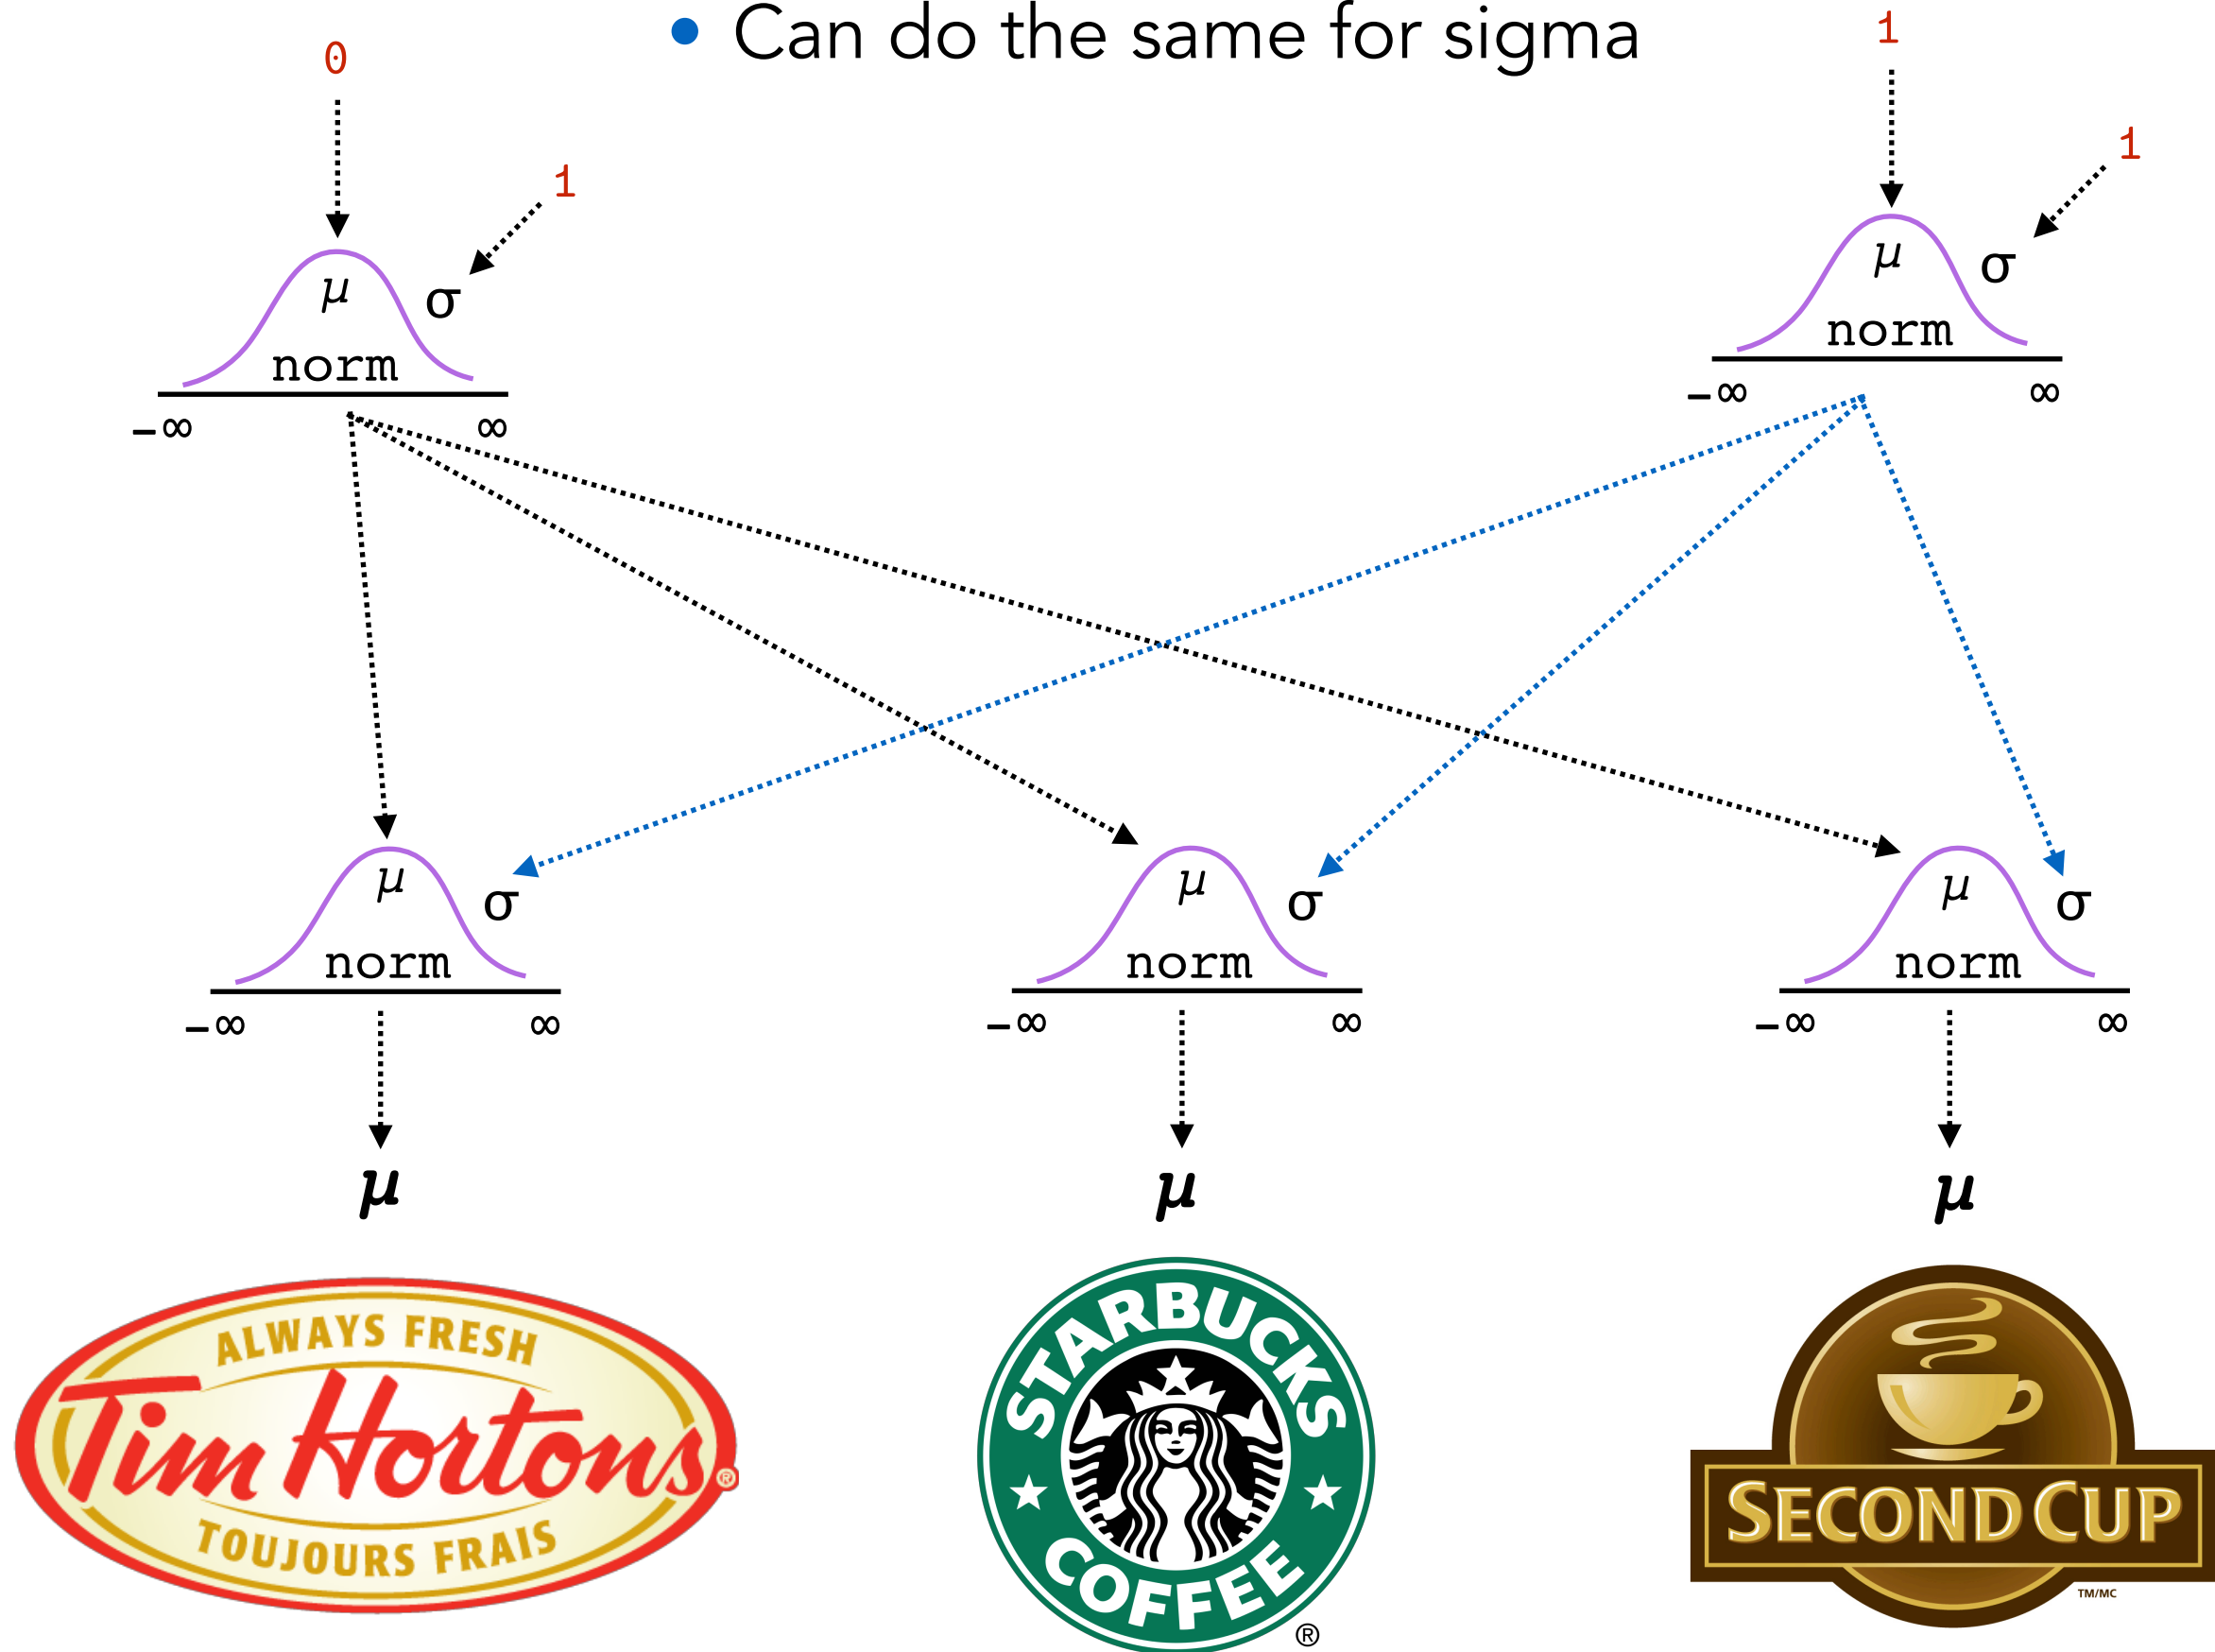 • Can do the same for sigma
0
1
1
1
μ
σ
norm
-∞ ∞
μ
σ
norm
-∞ ∞
μ
σ
norm
-∞ ∞
μ
σ
norm
-∞ ∞
μ
σ
norm
-∞ ∞
μ
μ
μ
ALWAYS FRESH
Tim Hortons®
TOUJOURS FRAIS
STARBUCKS
COFFEE
®
SECOND CUP
TM/MC